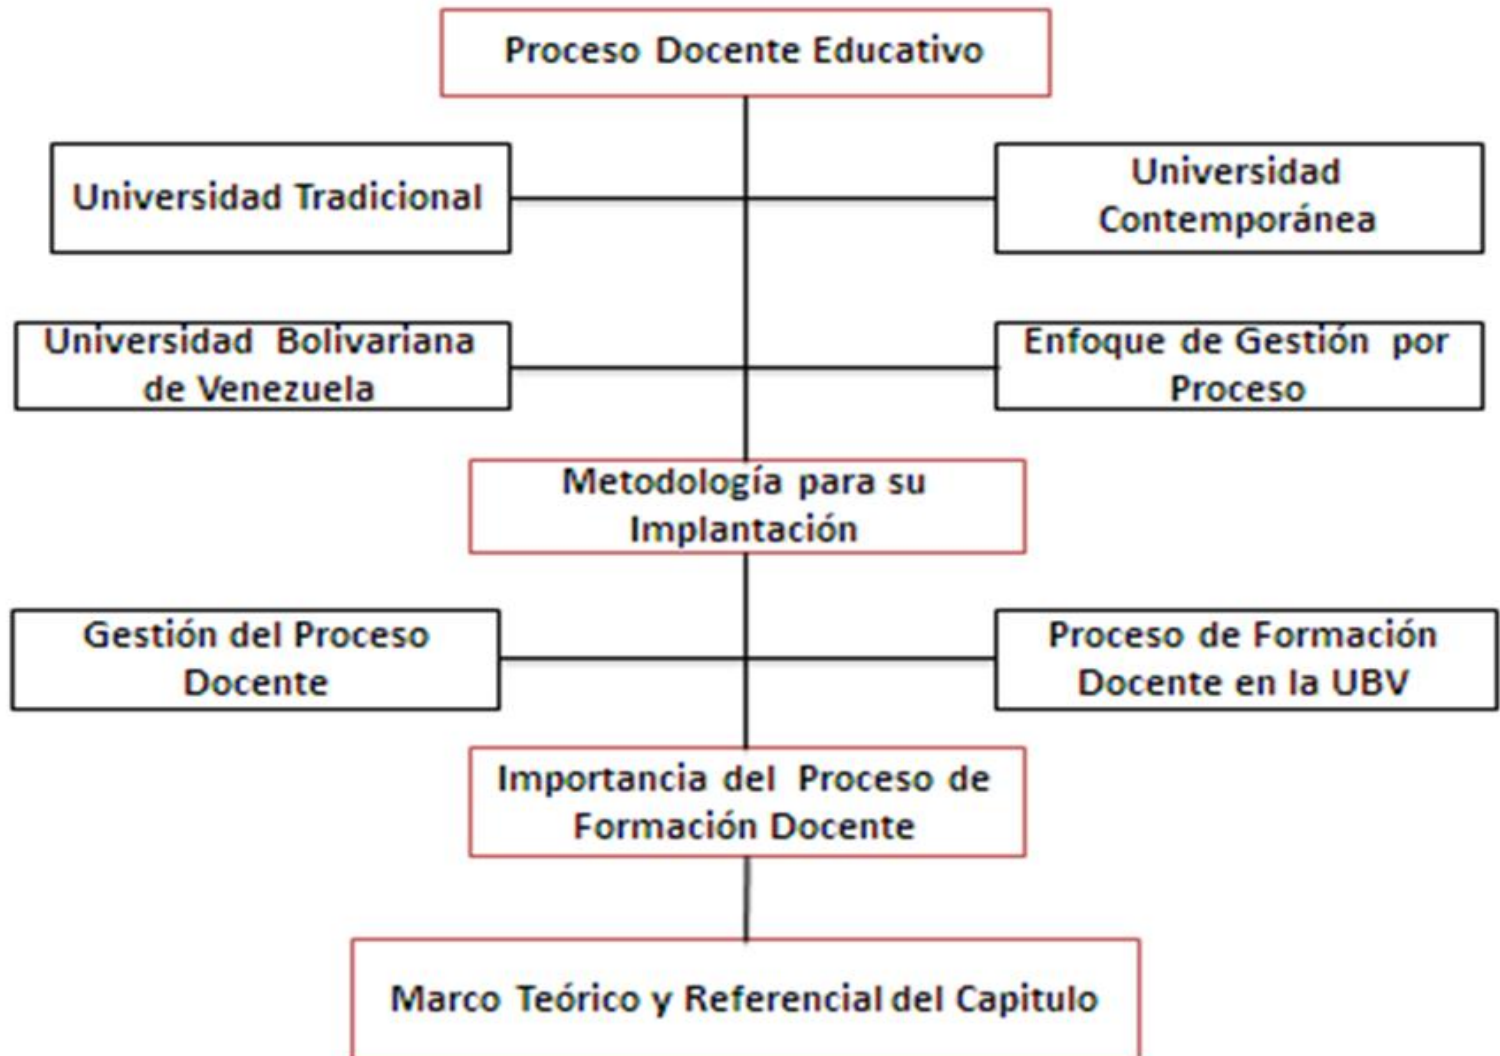 Proceso Docente Educativo
Universidad Tradicional
Universidad
Contemporánea
Universidad Bolivariana
de Venezuela
Enfoque de Gestión por
Proceso
Metodología para su
Implantación
Gestión del Proceso
Docente
Proceso de Formación
Docente en la UBV
Importancia del Proceso de
Formación Docente
Marco Teórico y Referencial del Capitulo